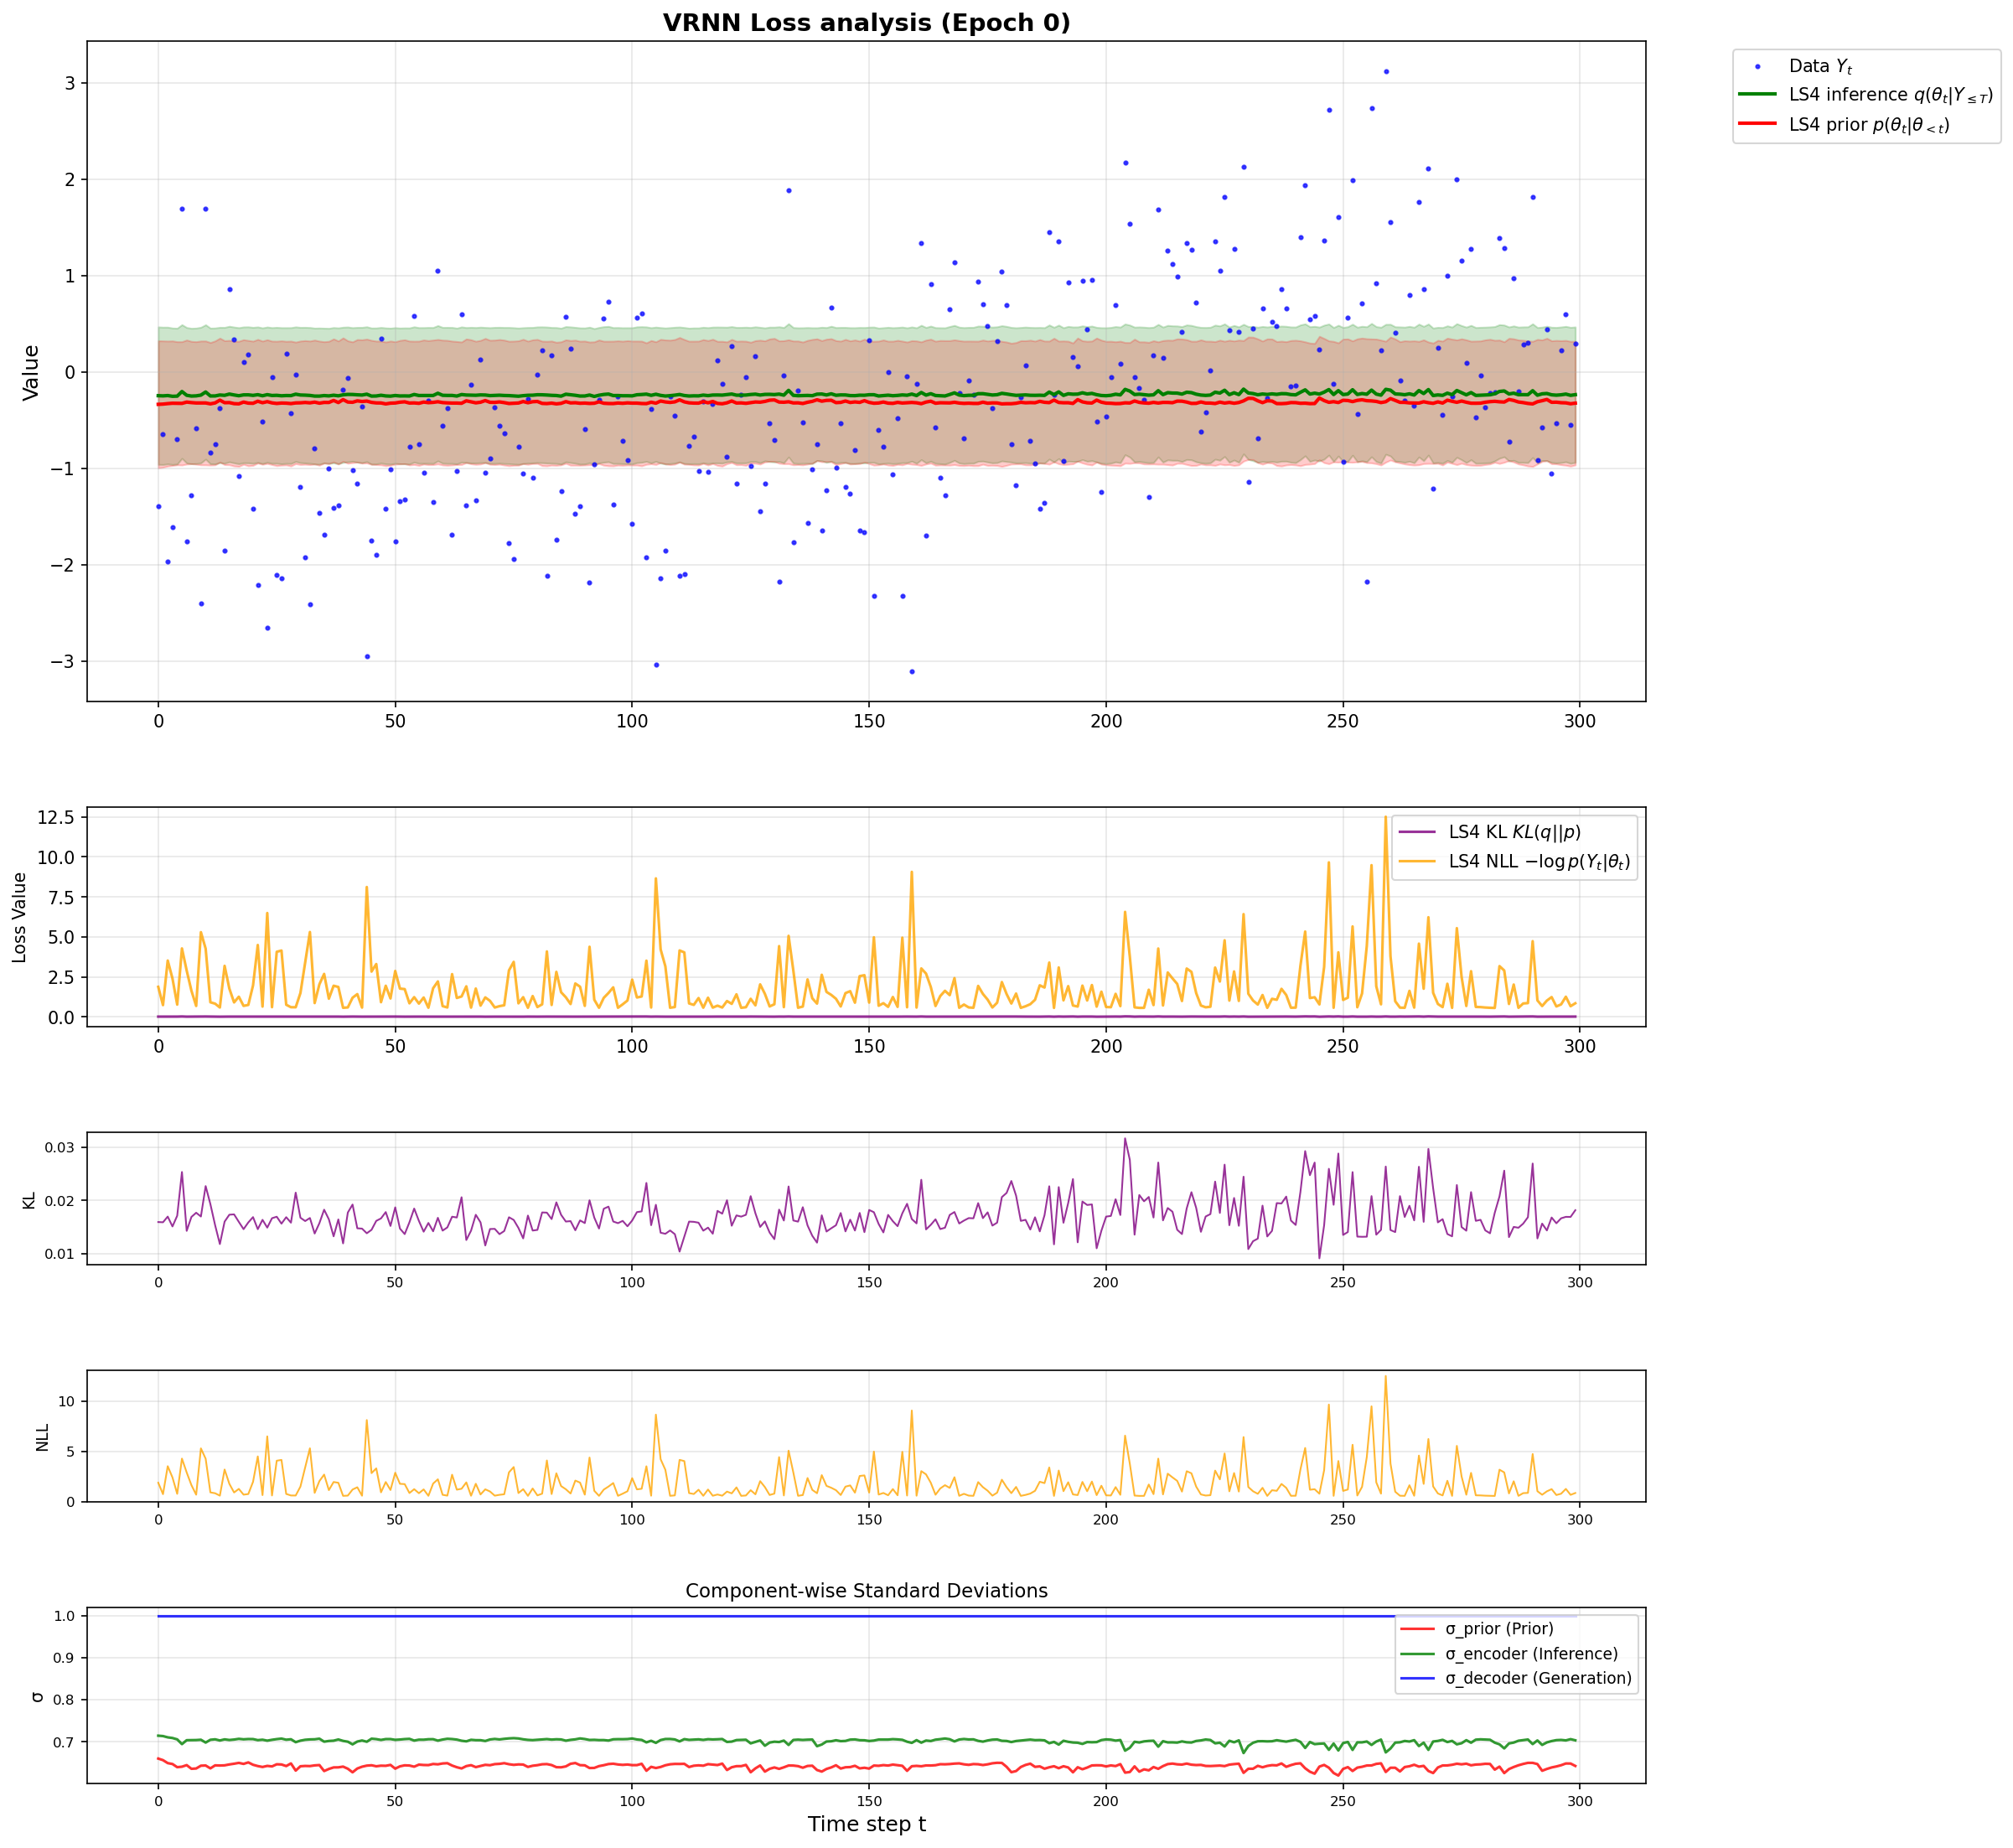 VRNN Loss analysis (Epoch 0)
Data Y_t
LS4 inference q(θ_t|Y_{≤T})
LS4 prior p(θ_t|θ_{<t})
Value
3
2
1
0
−1
−2
−3
0 50 100 150 200 250 300
Loss Value
12.5
10.0
7.5
5.0
2.5
0.0
LS4 KL KL(q||p)
LS4 NLL −log p(Y_t|θ_t)
0 50 100 150 200 250 300
KL
0.03
0.02
0.01
0 50 100 150 200 250 300
NLL
10
5
0
0 50 100 150 200 250 300
Component-wise Standard Deviations
σ
1.0
0.9
0.8
0.7
σ_prior (Prior)
σ_encoder (Inference)
σ_decoder (Generation)
0 50 100 150 200 250 300
Time step t